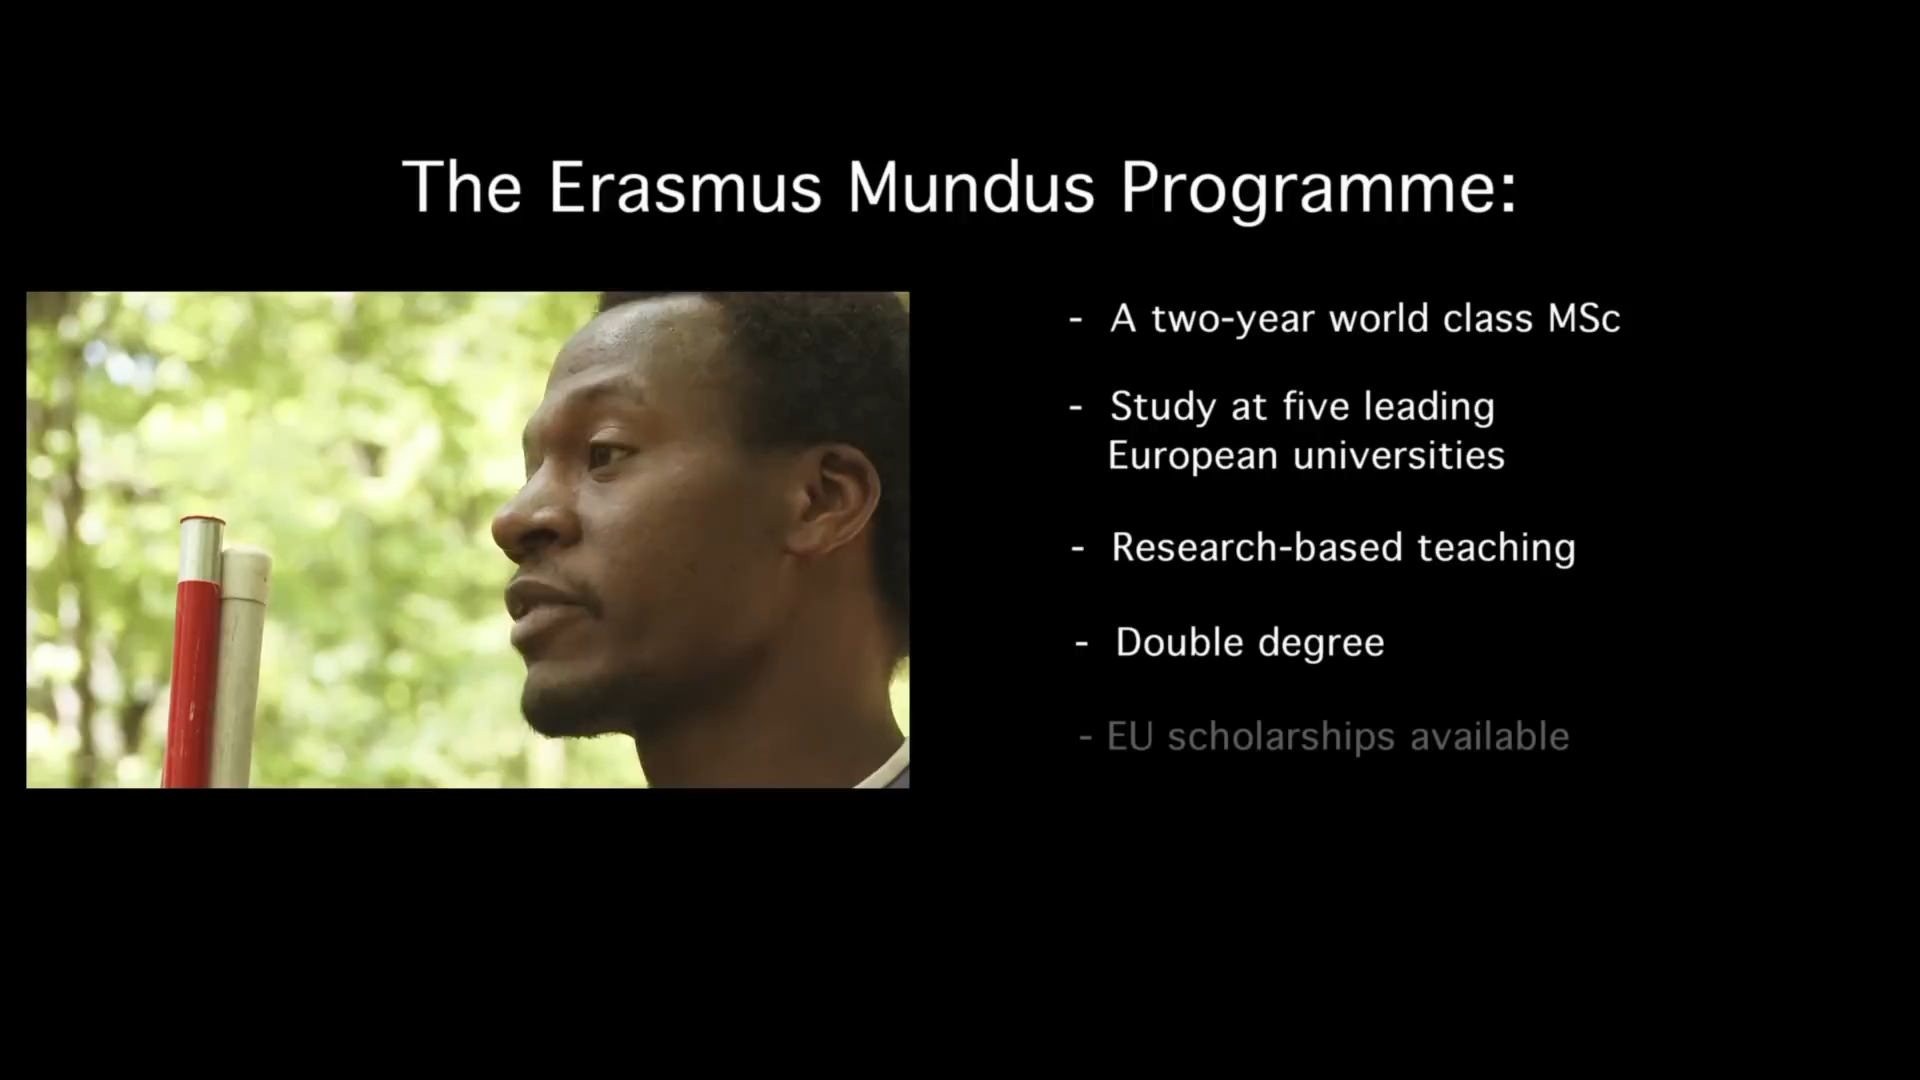 The Erasmus Mundus Programme:
- A two-year world class MSc
- Study at five leading
European universities
- Research-based teaching
- Double degree
- EU scholarships available